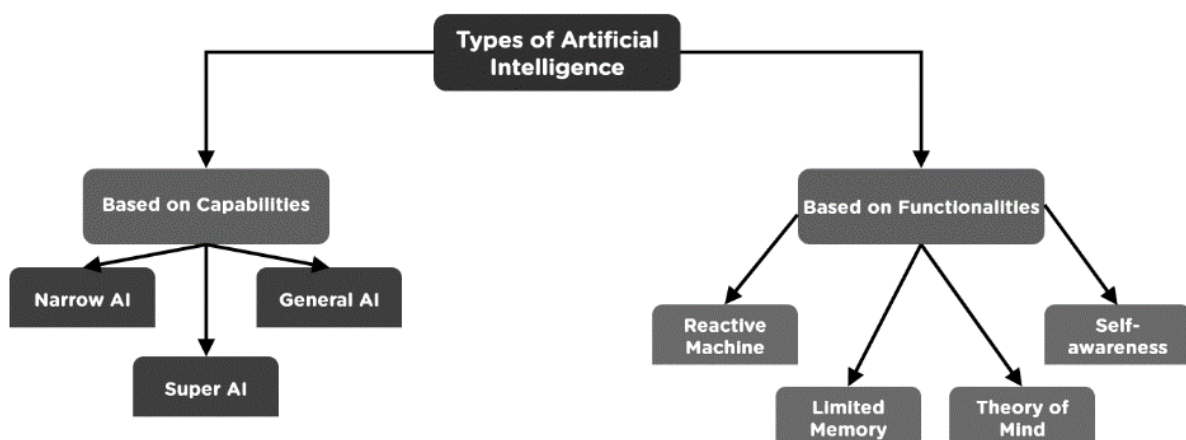 Types of Artificial
Intelligence
Based on Capabilities
Based on Functionalities
Narrow AI
General AI
Super AI
Reactive
Machine
Self-
awareness
Limited
Memory
Theory of
Mind